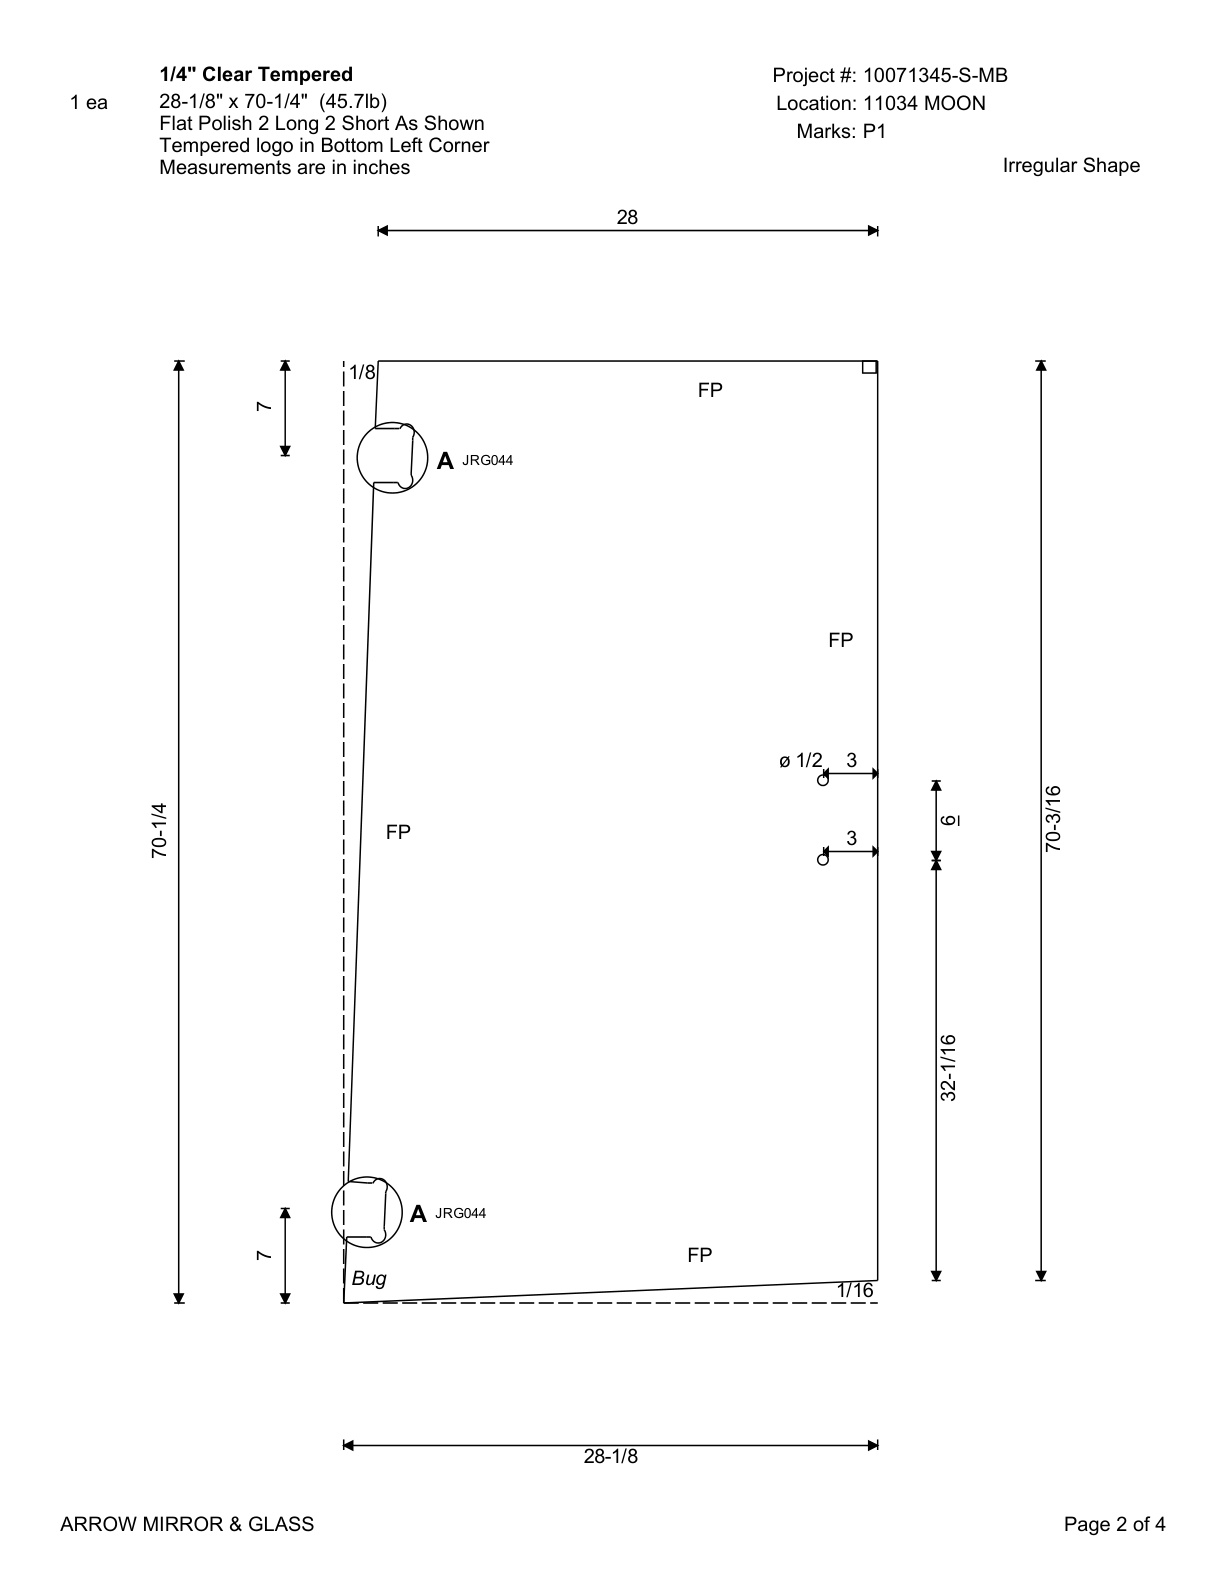 1/4" Clear Tempered
1 ea
28-1/8" x 70-1/4" (45.7lb)
Flat Polish 2 Long 2 Short As Shown
Tempered logo in Bottom Left Corner
Measurements are in inches
Project #: 10071345-S-MB
Location: 11034 MOON
Marks: P1
Irregular Shape
28
1/8
FP
7
A JRG044
FP
ø 1/2
3
6
3
70-1/4
FP
70-3/16
32-1/16
A JRG044
7
FP
Bug
1/16
28-1/8
ARROW MIRROR & GLASS
Page 2 of 4